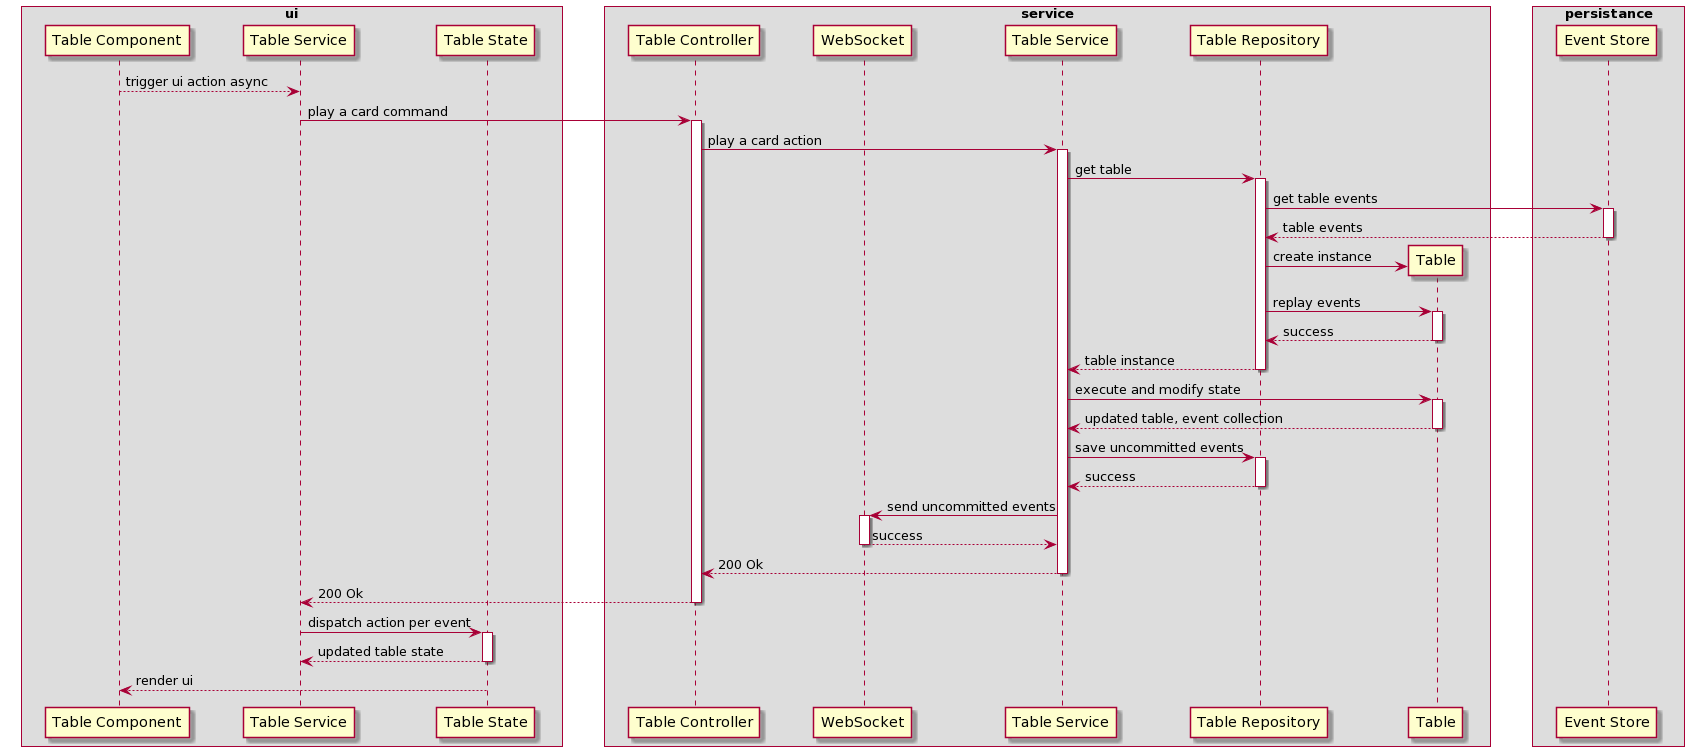 ui
service
persistance
Table Component
Table Service
Table State
Table Controller
WebSocket
Table Service
Table Repository
Event Store
trigger ui action async
play a card command
play a card action
get table
get table events
table events
create instance
Table
replay events
success
table instance
execute and modify state
updated table, event collection
save uncommitted events
success
send uncommitted events
success
200 Ok
200 Ok
dispatch action per event
updated table state
render ui
Table Component
Table Service
Table State
Table Controller
WebSocket
Table Service
Table Repository
Table
Event Store